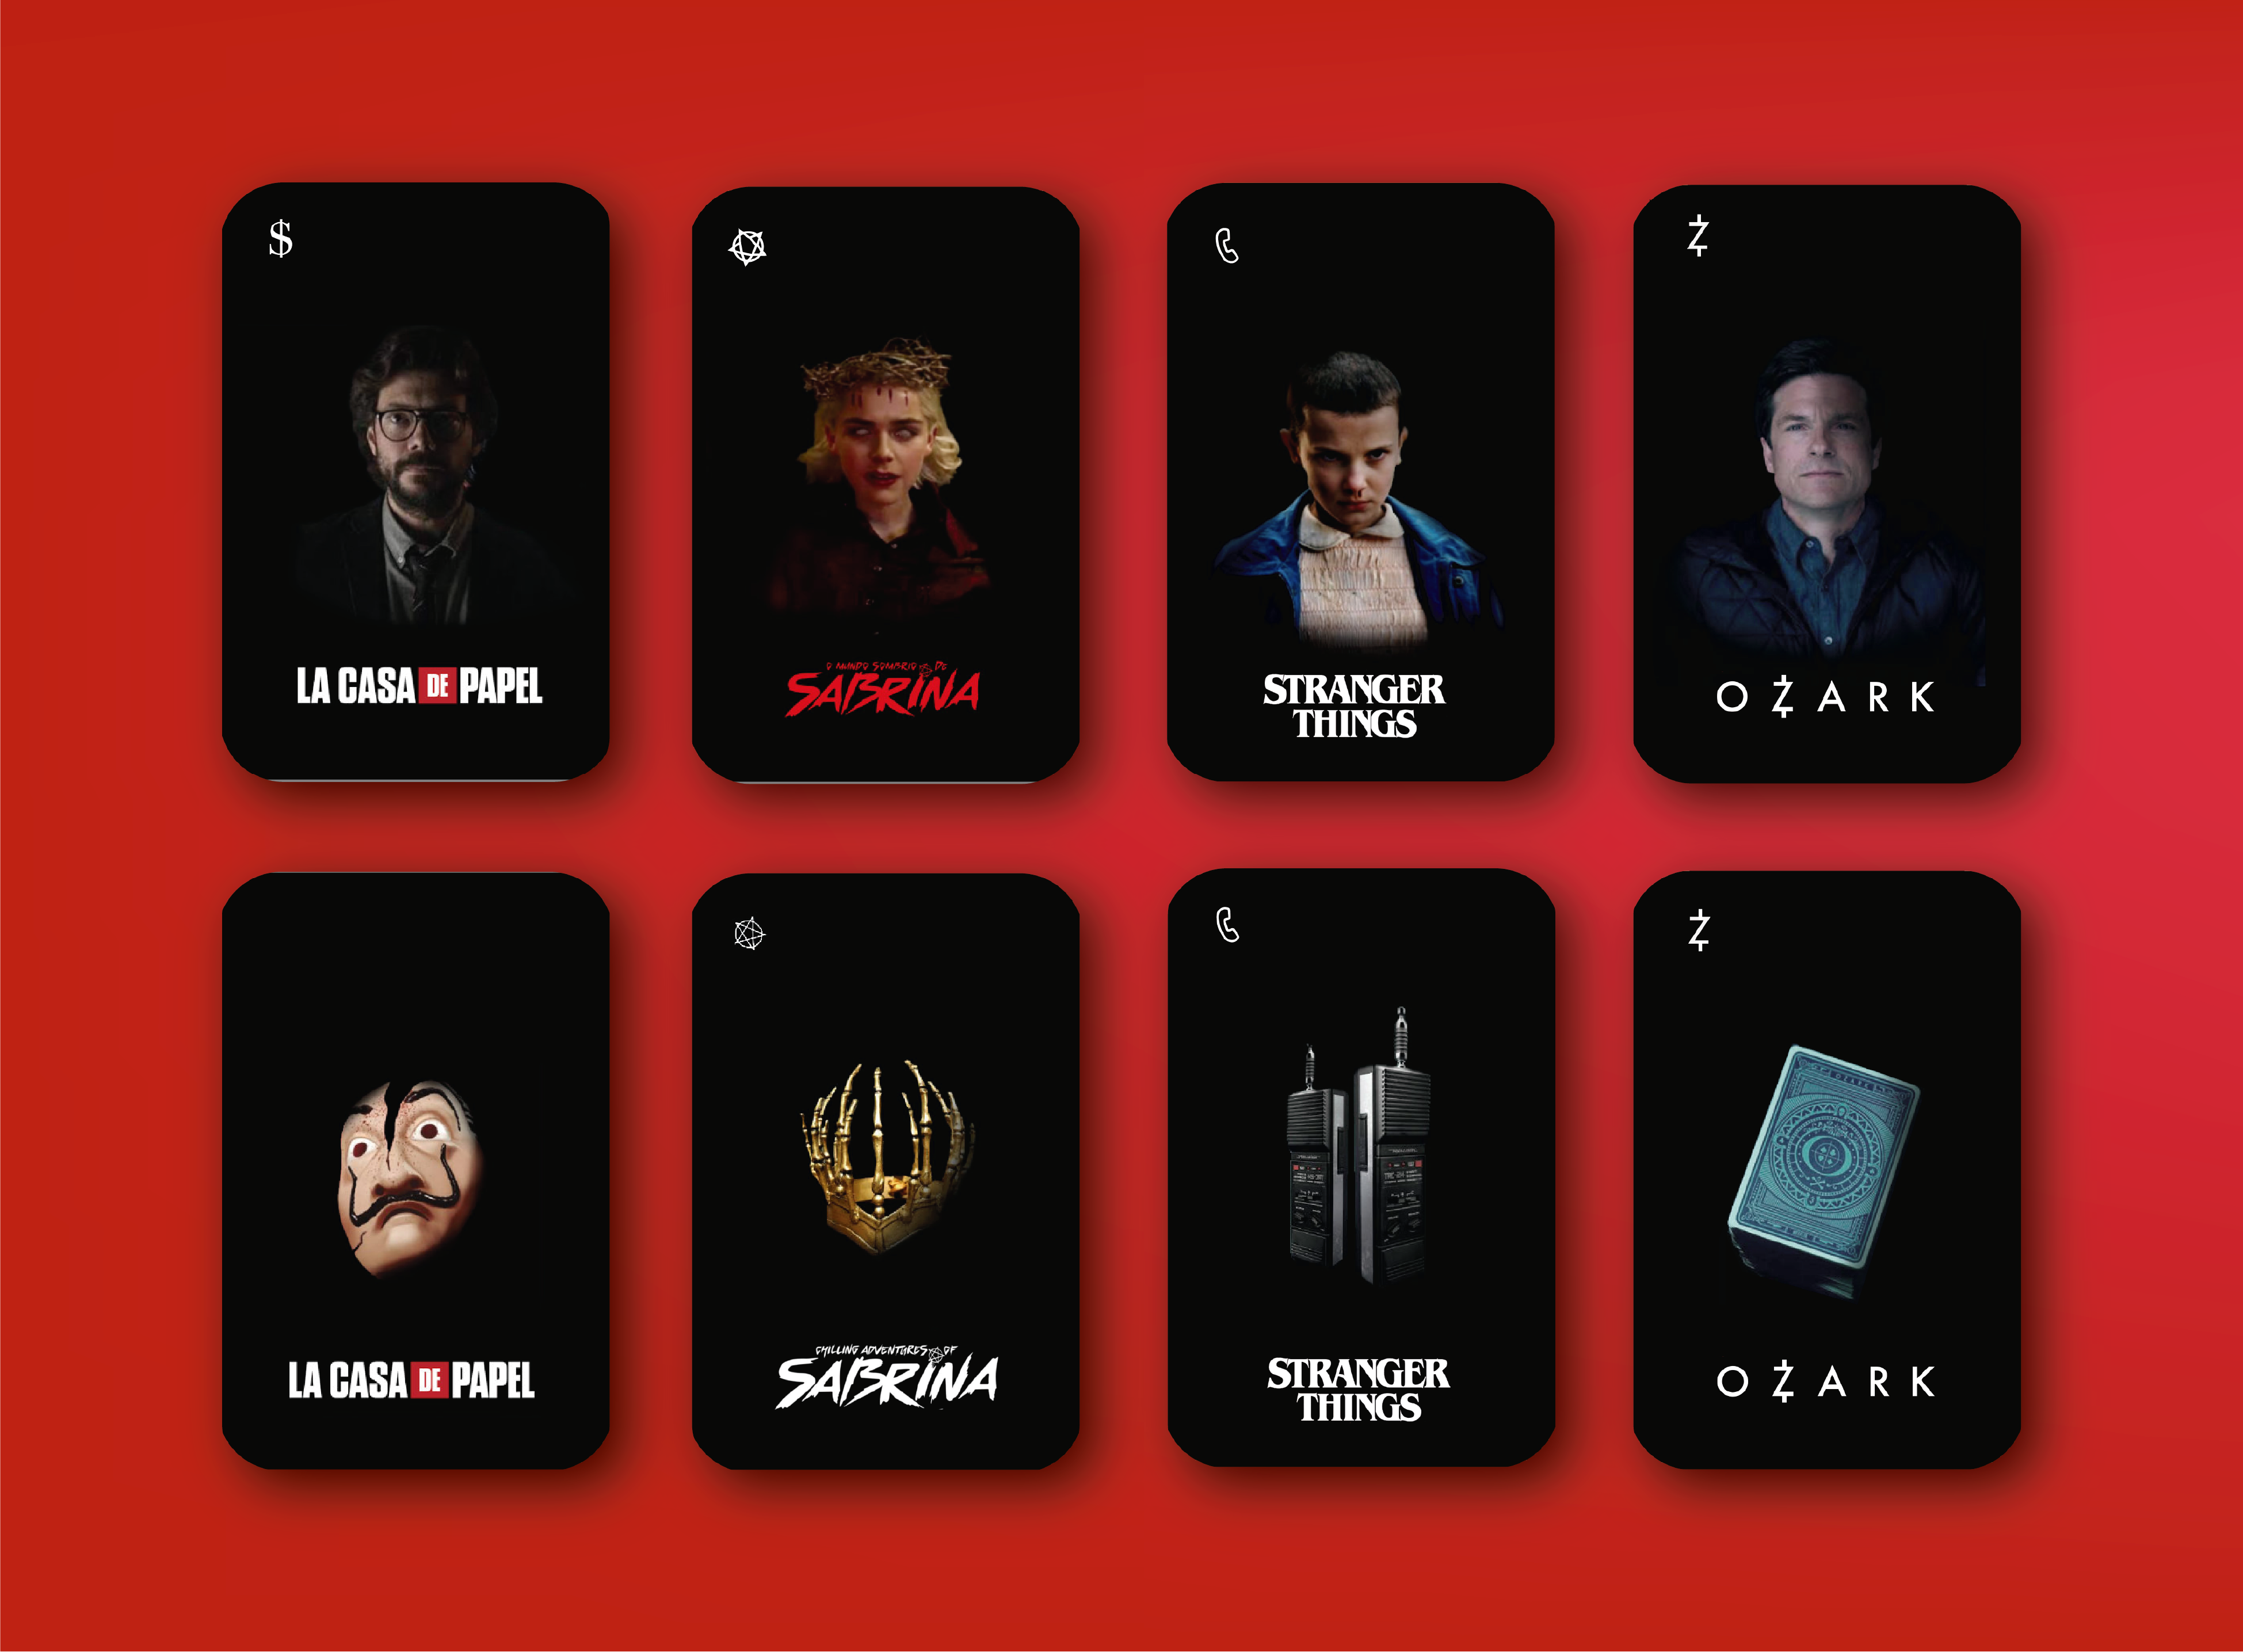 $
LA CASA DE PAPEL
O MUNDO SOMBRIO DE
SABRINA
STRANGER
THINGS
Z
OZARK
LA CASA DE PAPEL
CHILLING ADVENTURES OF
SABRINA
STRANGER
THINGS
Z
OZARK